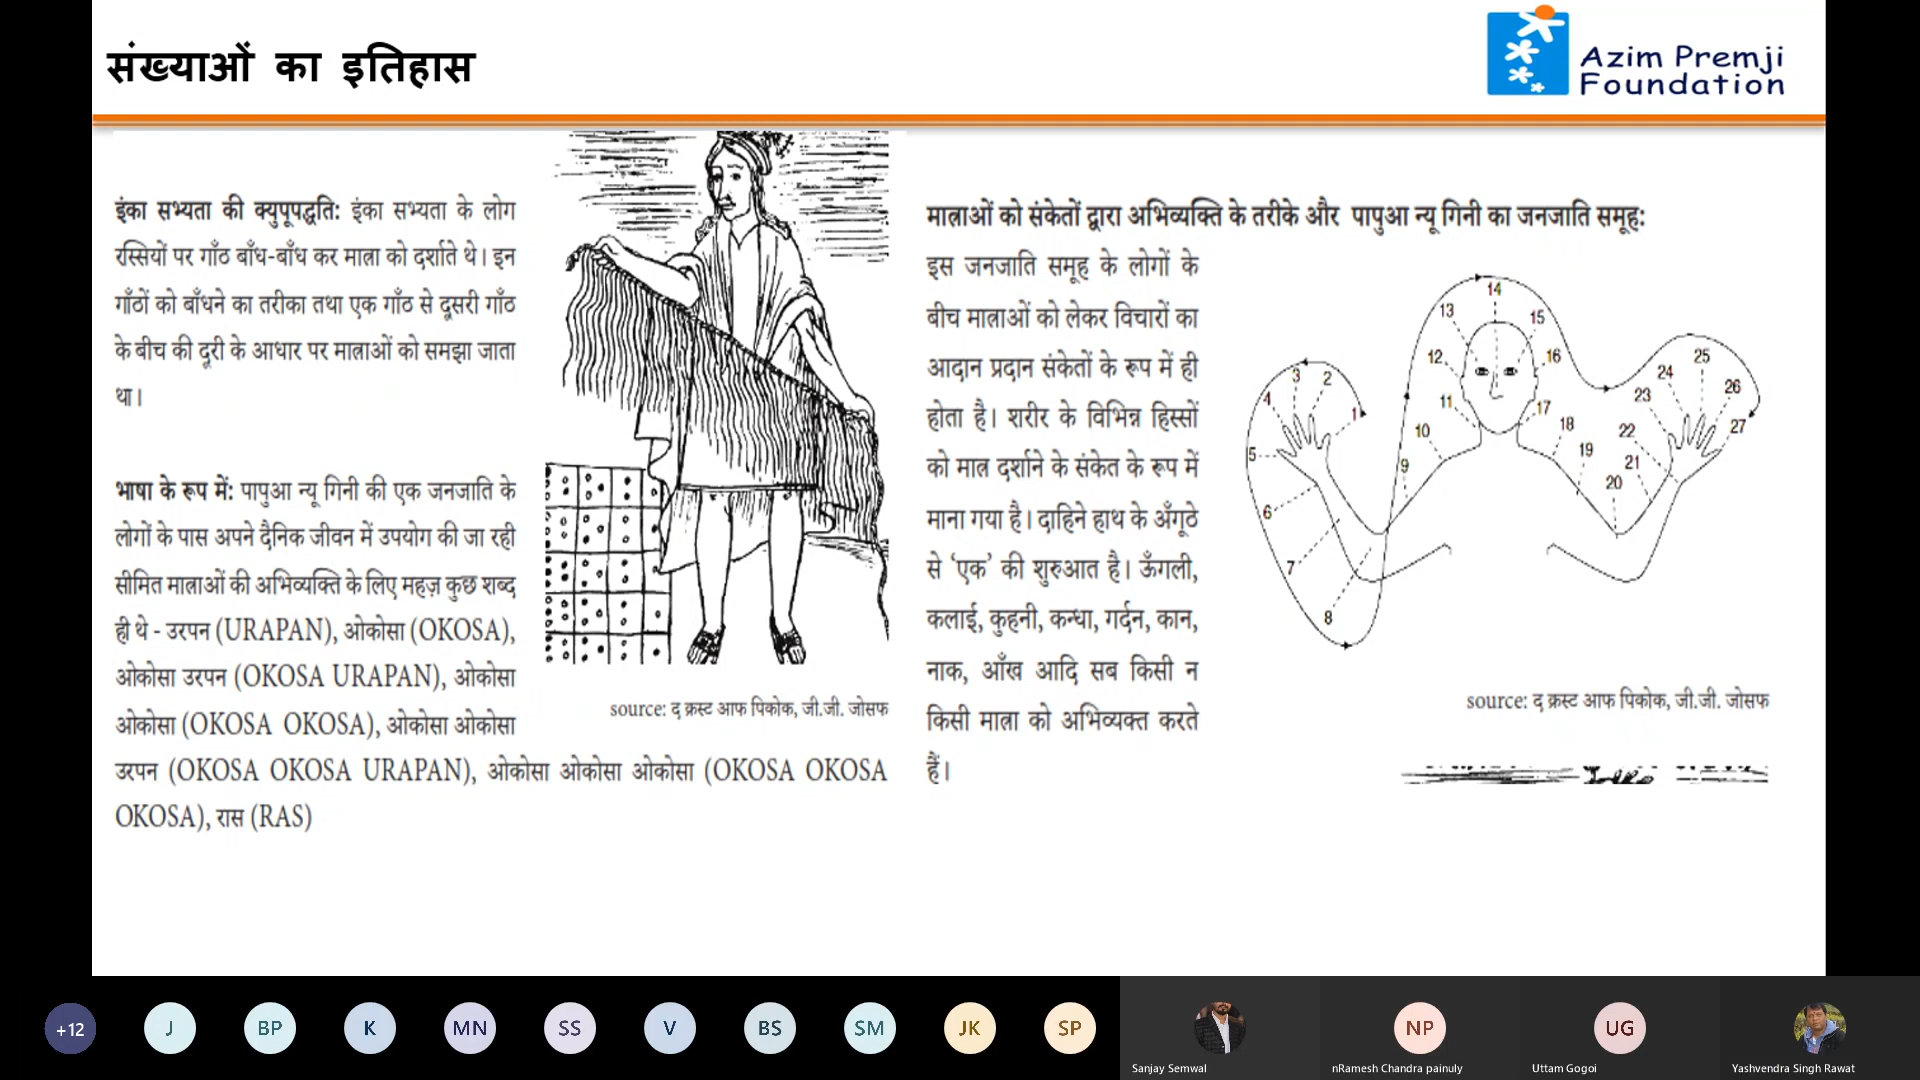 संख्याओं का इतिहास
Azim Premji
Foundation
इंका सभ्यता की क्युपूपद्धति: इंका सभ्यता के लोग
रस्सियों पर गाँठ बाँध-बाँध कर मात्रा को दर्शाते थे। इन
गाँठों को बाँधने का तरीका तथा एक गाँठ से दूसरी गाँठ
के बीच की दूरी के आधार पर मात्राओं को समझा जाता
था।
भाषा के रूप में: पापुआ न्यू गिनी की एक जनजाति के
लोगों के पास अपने दैनिक जीवन में उपयोग की जा रही
सीमित मात्राओं की अभिव्यक्ति के लिए महज़ कुछ शब्द
ही थे - उरपन (URAPAN), ओकोसा (OKOSA),
ओकोसा उरपन (OKOSA URAPAN), ओकोसा
ओकोसा (OKOSA OKOSA), ओकोसा ओकोसा
उरपन (OKOSA OKOSA URAPAN), ओकोसा ओकोसा ओकोसा (OKOSA OKOSA
OKOSA), रास (RAS)
source: द क्रस्ट आफ पिकोक, जी.जी. जोसफ
मात्राओं को संकेतों द्वारा अभिव्यक्ति के तरीके और पापुआ न्यू गिनी का जनजाति समूह:
इस जनजाति समूह के लोगों के
बीच मात्राओं को लेकर विचारों का
आदान प्रदान संकेतों के रूप में ही
होता है। शरीर के विभिन्न हिस्सों
को मात्र दर्शाने के संकेत के रूप में
माना गया है। दाहिने हाथ के अँगूठे
से ‘एक’ की शुरुआत है। ऊँगली,
कलाई, कुहनी, कन्धा, गर्दन, कान,
नाक, आँख आदि सब किसी न
किसी मात्रा को अभिव्यक्त करते
हैं।
1
2
3
4
5
6
7
8
9
10
11
12
13
14
15
16
17
18
19
20
21
22
23
24
25
26
27
source: द क्रस्ट आफ पिकोक, जी.जी. जोसफ
+12
J
BP
K
MN
SS
V
BS
SM
JK
SP
NP
UG
Sanjay Semwal
nRamesh Chandra painuly
Uttam Gogoi
Yashvendra Singh Rawat